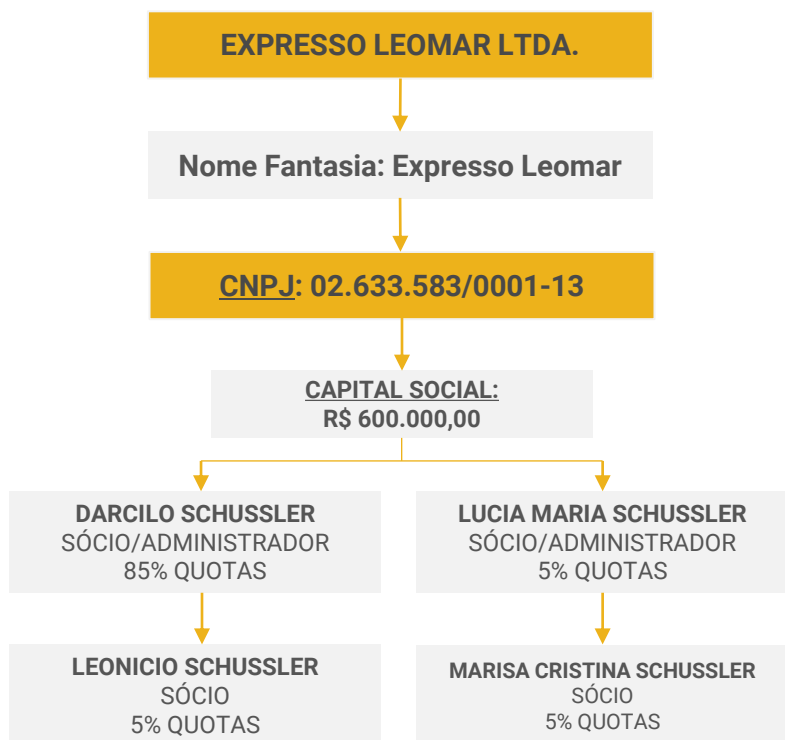 EXPRESSO LEOMAR LTDA.
Nome Fantasia: Expresso Leomar
CNPJ: 02.633.583/0001-13
CAPITAL SOCIAL:
R$ 600.000,00
DARCILO SCHUSSLER
SÓCIO/ADMINISTRADOR
85% QUOTAS
LUCIA MARIA SCHUSSLER
SÓCIO/ADMINISTRADOR
5% QUOTAS
LEONICIO SCHUSSLER
SÓCIO
5% QUOTAS
MARISA CRISTINA SCHUSSLER
SÓCIO
5% QUOTAS